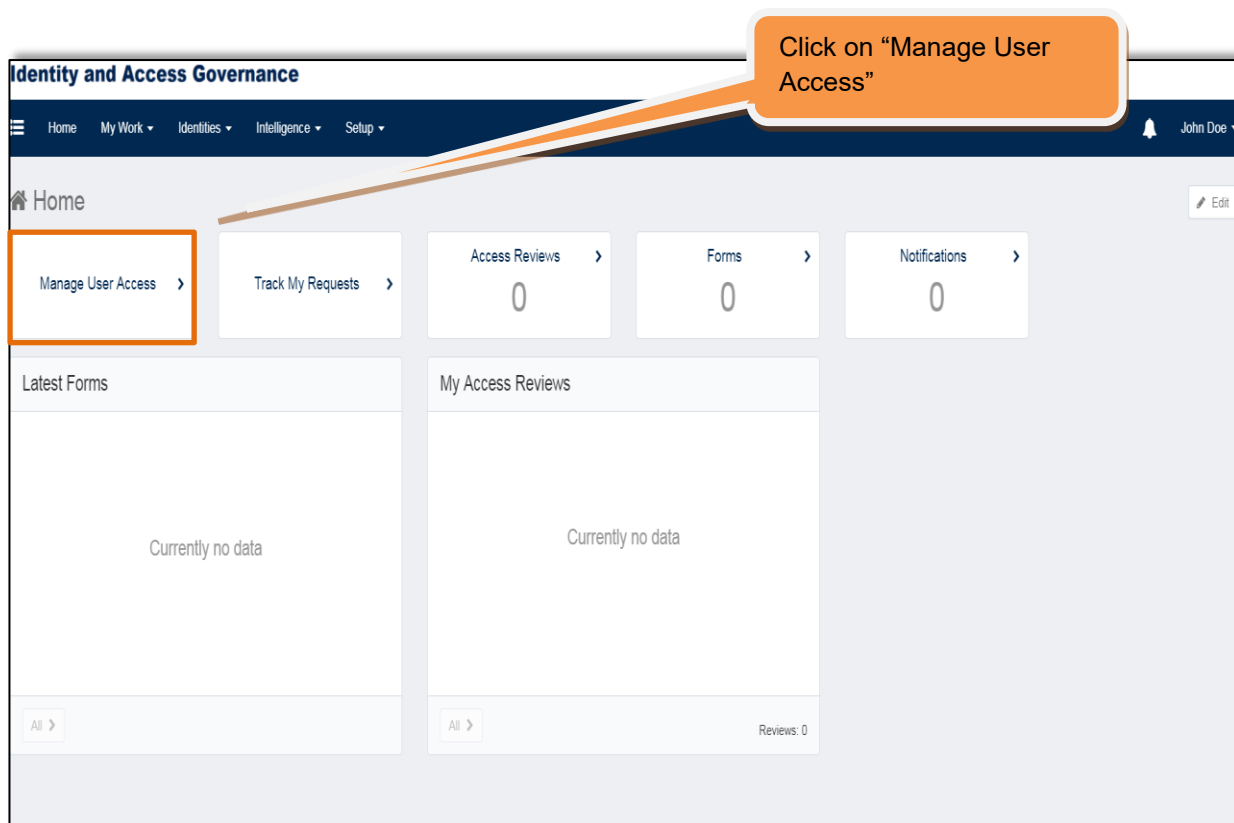 Click on “Manage User
Access”
Identity and Access Governance
Home My Work Identities Intelligence Setup John Doe
Home Edit
Manage User Access
Track My Requests
Access Reviews
0
Forms
0
Notifications
0
Latest Forms
Currently no data
All
My Access Reviews
Currently no data
All Reviews: 0